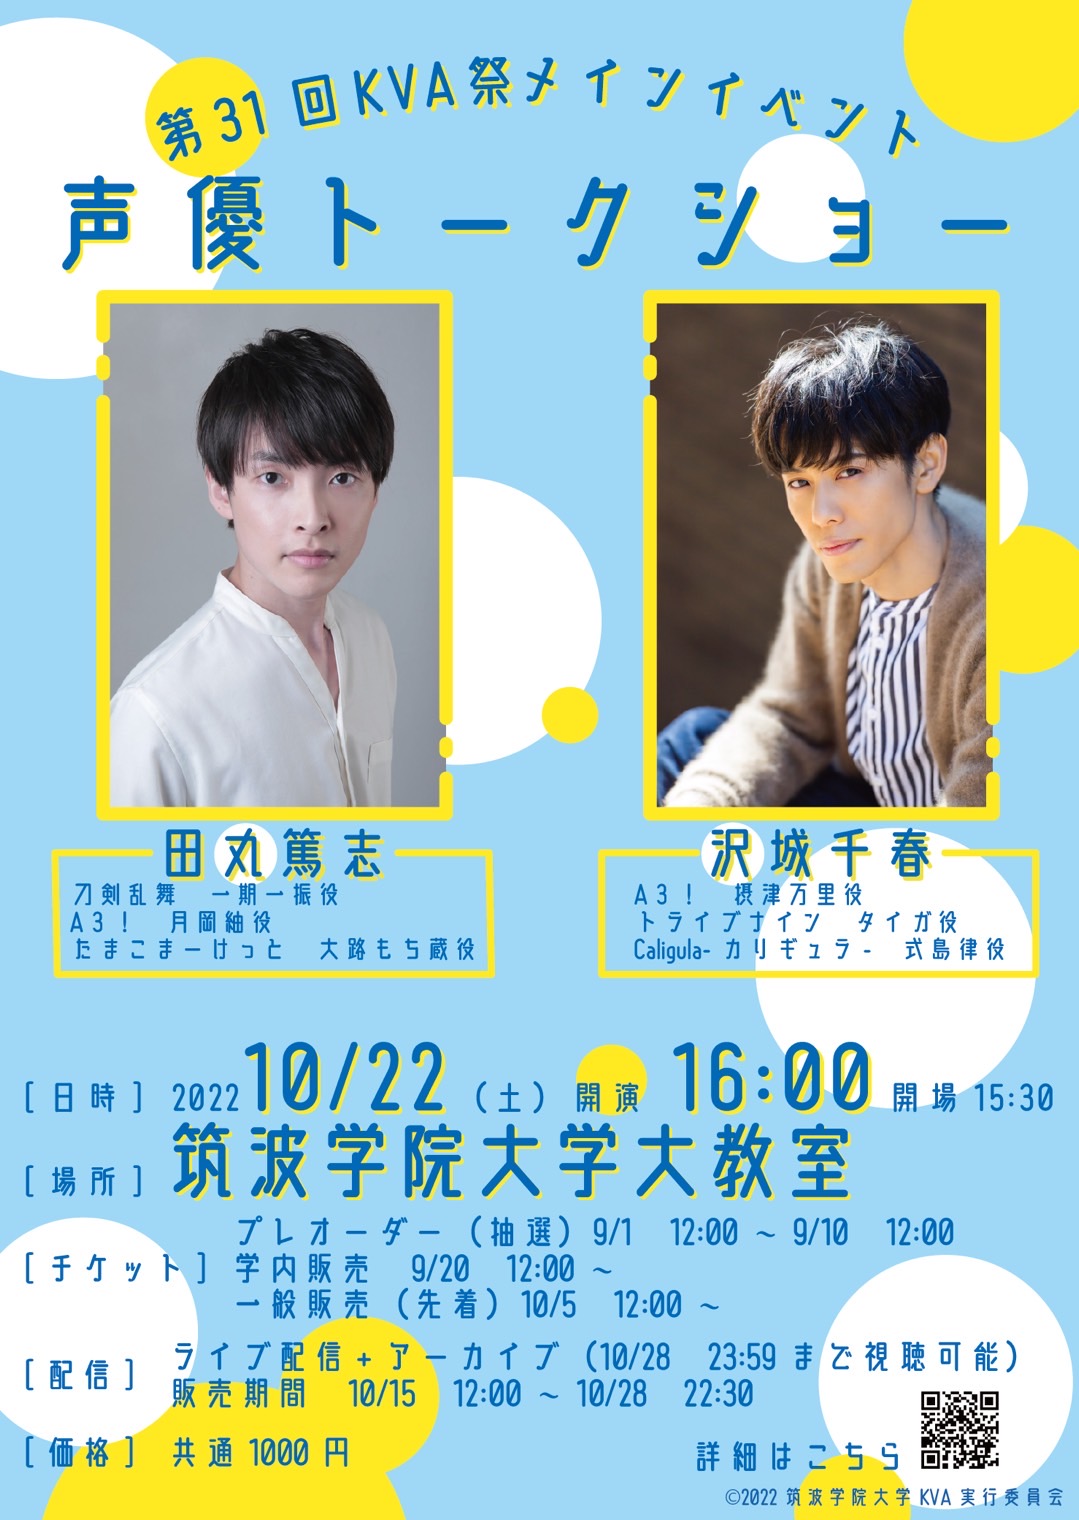 第31回KVA祭メインイベント
声優トークショー
田丸篤志
刀剣乱舞　一期一振役
A3！　月岡紬役
たまこまーけっと　大路もち蔵役
沢城千春
A3！　摂津万里役
トライブナイン　タイガ役
Caligula-カリギュラ-　式島律役
[日時] 2022 10/22（土）開演 16:00 開場 15:30
[場所] 筑波学院大学大教室
プレオーダー（抽選）9/1　12:00 ~ 9/10　12:00
[チケット] 学内販売　9/20　12:00 ~
一般販売（先着）10/5　12:00 ~
[配信] ライブ配信+アーカイブ（10/28　23:59まで視聴可能）
販売期間　10/15　12:00 ~ 10/28　22:30
[価格] 共通1000円
詳細はこちら
©2022 筑波学院大学KVA実行委員会